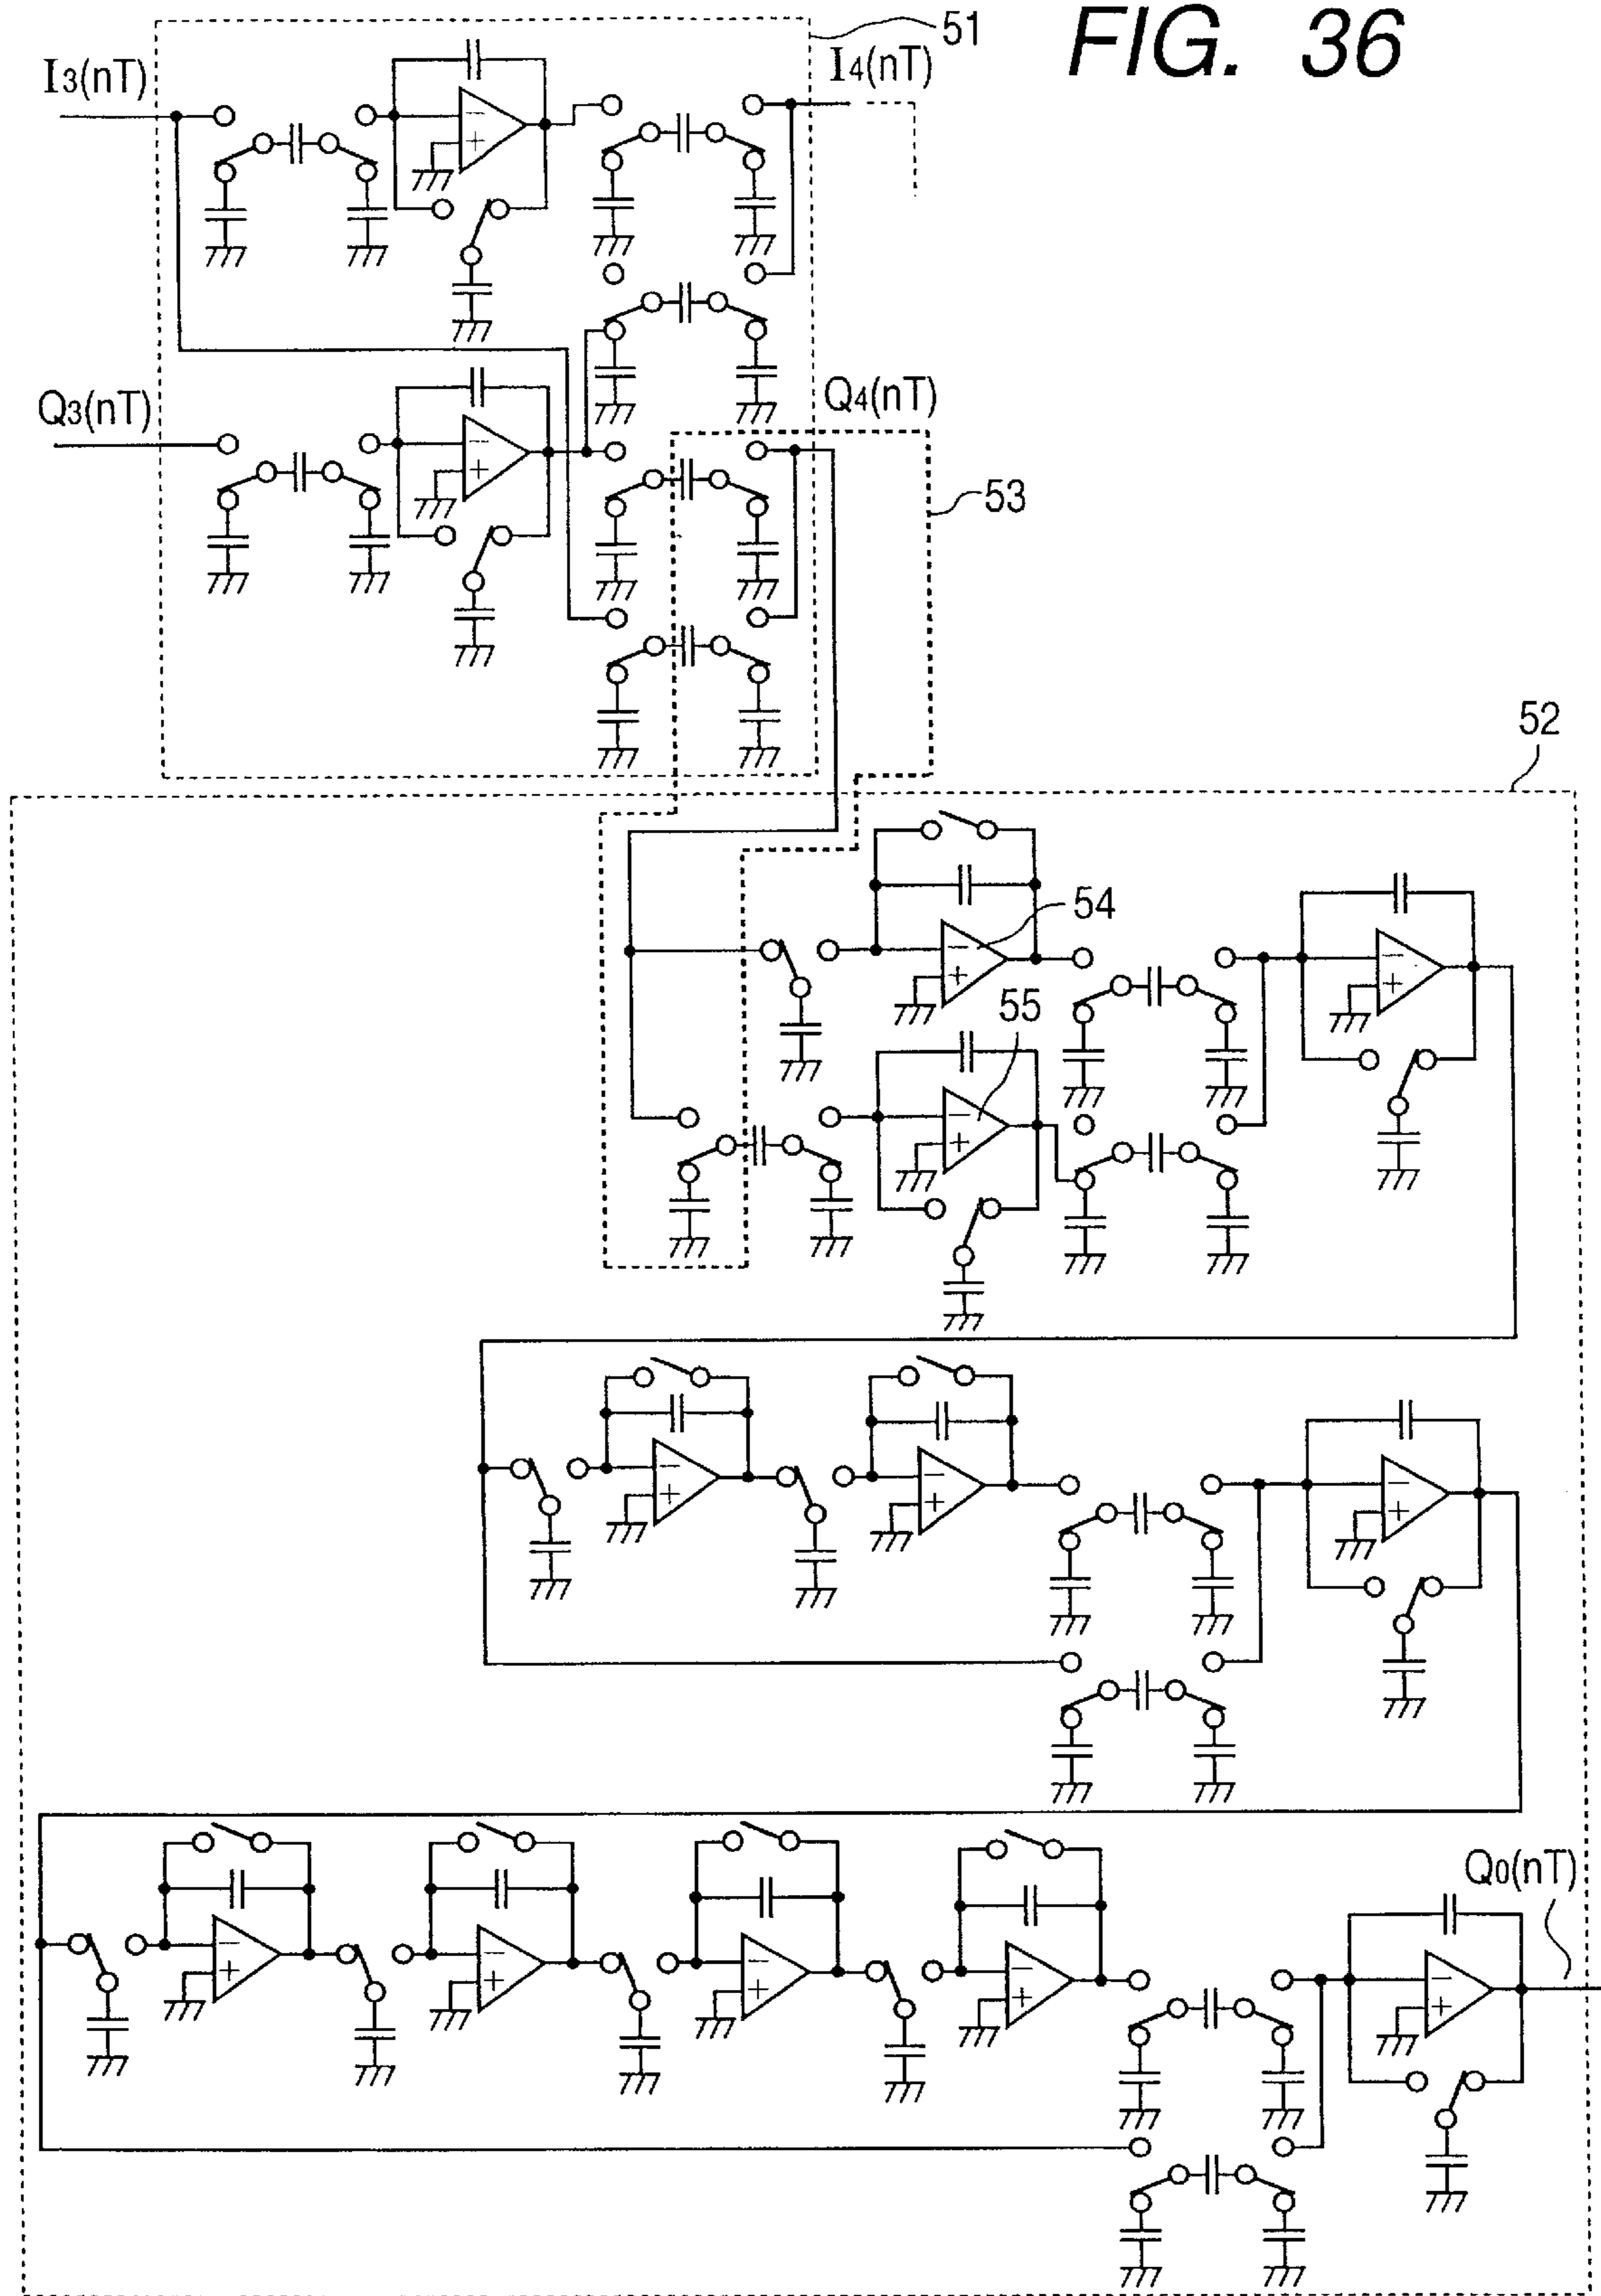 FIG. 36
51
I3(nT)
I4(nT)
Q3(nT)
Q4(nT)
53
52
54
55
Q0(nT)